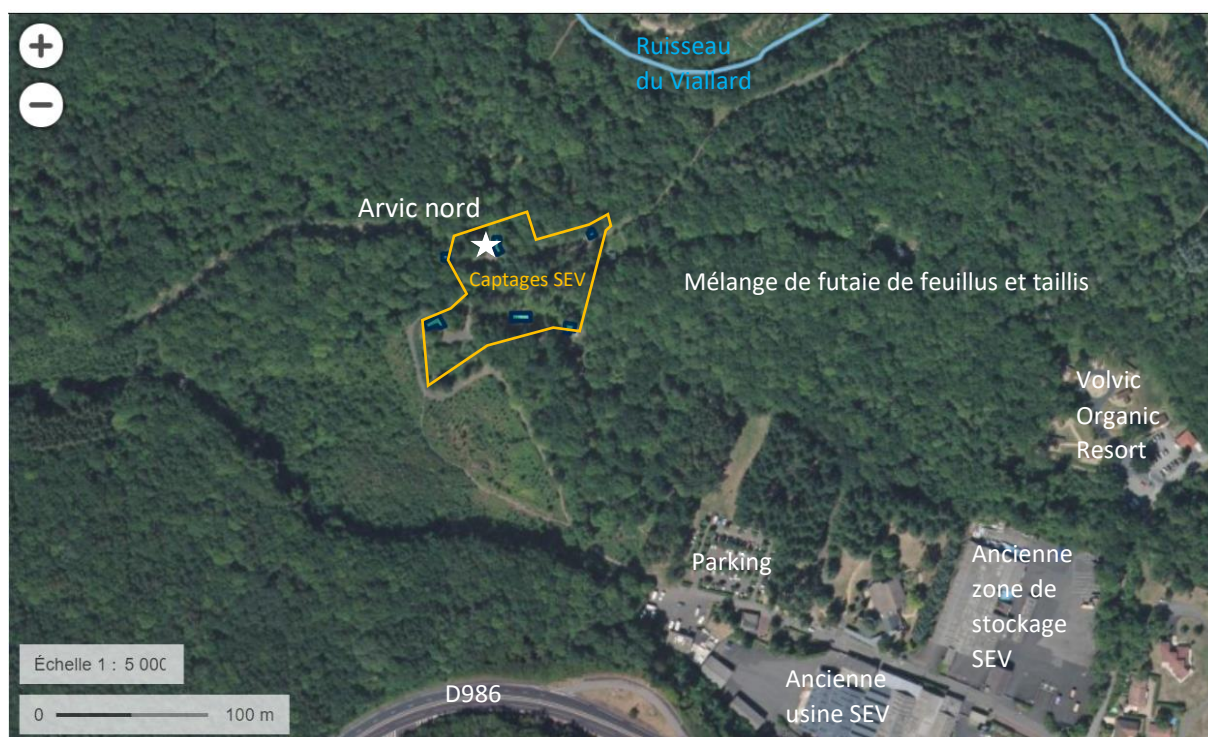 Ruisseau
du Viallard
Arvic nord
Captages SEV
Mélange de futaie de feuillus et taillis
Volvic
Organic
Resort
Parking
Ancienne
zone de
stockage
SEV
Échelle 1 : 5 000
D986
Ancienne
usine SEV
0 100 m